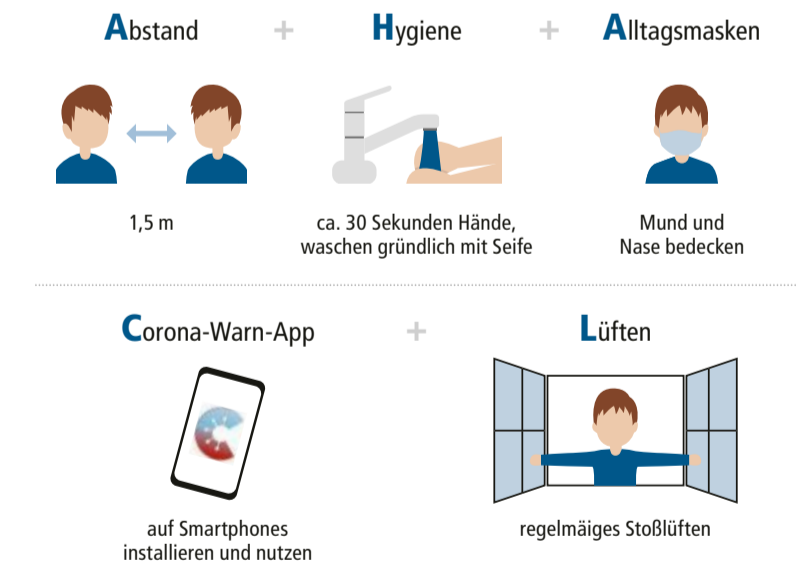 Abstand + Hygiene + Alltagsmasken
1,5 m
ca. 30 Sekunden Hände,
waschen gründlich mit Seife
Mund und
Nase bedecken
Corona-Warn-App + Lüften
auf Smartphones
installieren und nutzen
regelmäiges Stoßlüften